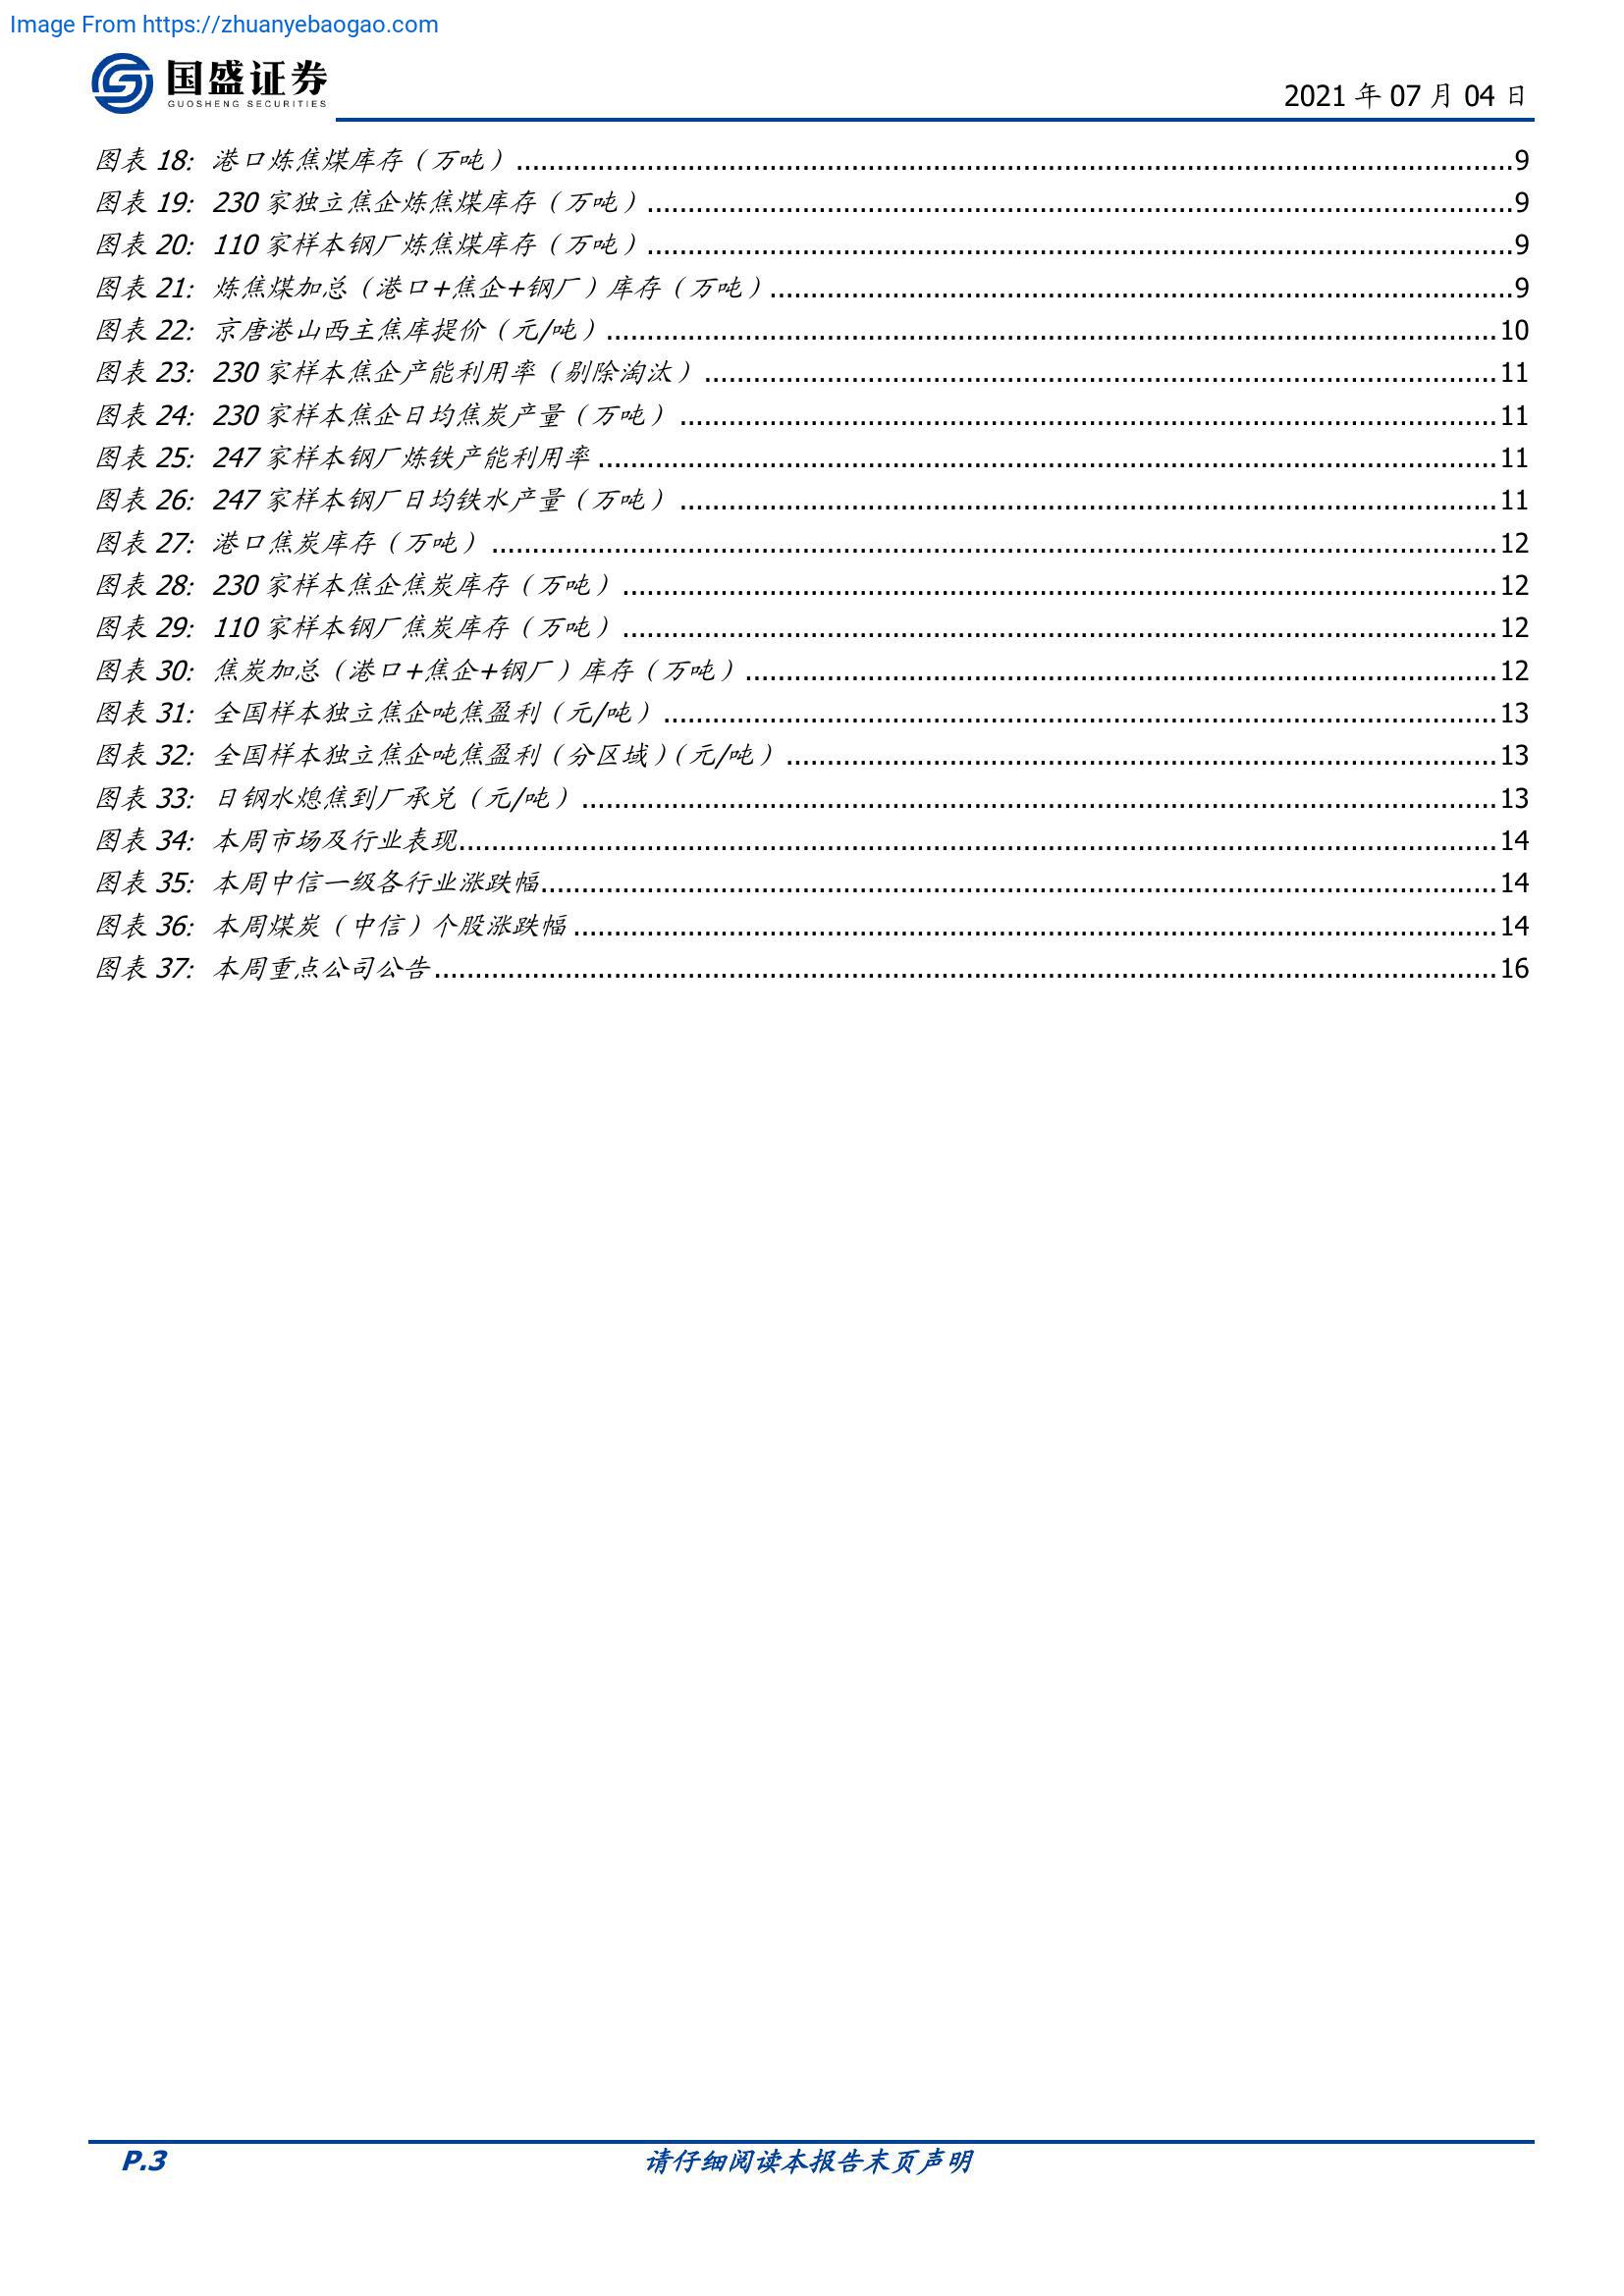 Image From https://zhuanyebaogao.com
国盛证券
GUOSHENG SECURITIES
2021 年 07 月 04 日
图表 18: 港口炼焦煤库存（万吨）9
图表 19: 230 家独立焦企炼焦煤库存（万吨）9
图表 20: 110 家样本钢厂炼焦煤库存（万吨）9
图表 21: 炼焦煤加总（港口+焦企+钢厂）库存（万吨）9
图表 22: 京唐港山西主焦库提价（元/吨）10
图表 23: 230 家样本焦企产能利用率（剔除淘汰）11
图表 24: 230 家样本焦企日均焦炭产量（万吨）11
图表 25: 247 家样本钢厂炼铁产能利用率 11
图表 26: 247 家样本钢厂日均铁水产量（万吨）11
图表 27: 港口焦炭库存（万吨）12
图表 28: 230 家样本焦企焦炭库存（万吨）12
图表 29: 110 家样本钢厂焦炭库存（万吨）12
图表 30: 焦炭加总（港口+焦企+钢厂）库存（万吨）12
图表 31: 全国样本独立焦企吨焦盈利（元/吨）13
图表 32: 全国样本独立焦企吨焦盈利（分区域）（元/吨）13
图表 33: 日钢水熄焦到厂承兑（元/吨）13
图表 34: 本周市场及行业表现 14
图表 35: 本周中信一级各行业涨跌幅 14
图表 36: 本周煤炭（中信）个股涨跌幅 14
图表 37: 本周重点公司公告 16
P.3
请仔细阅读本报告末页声明